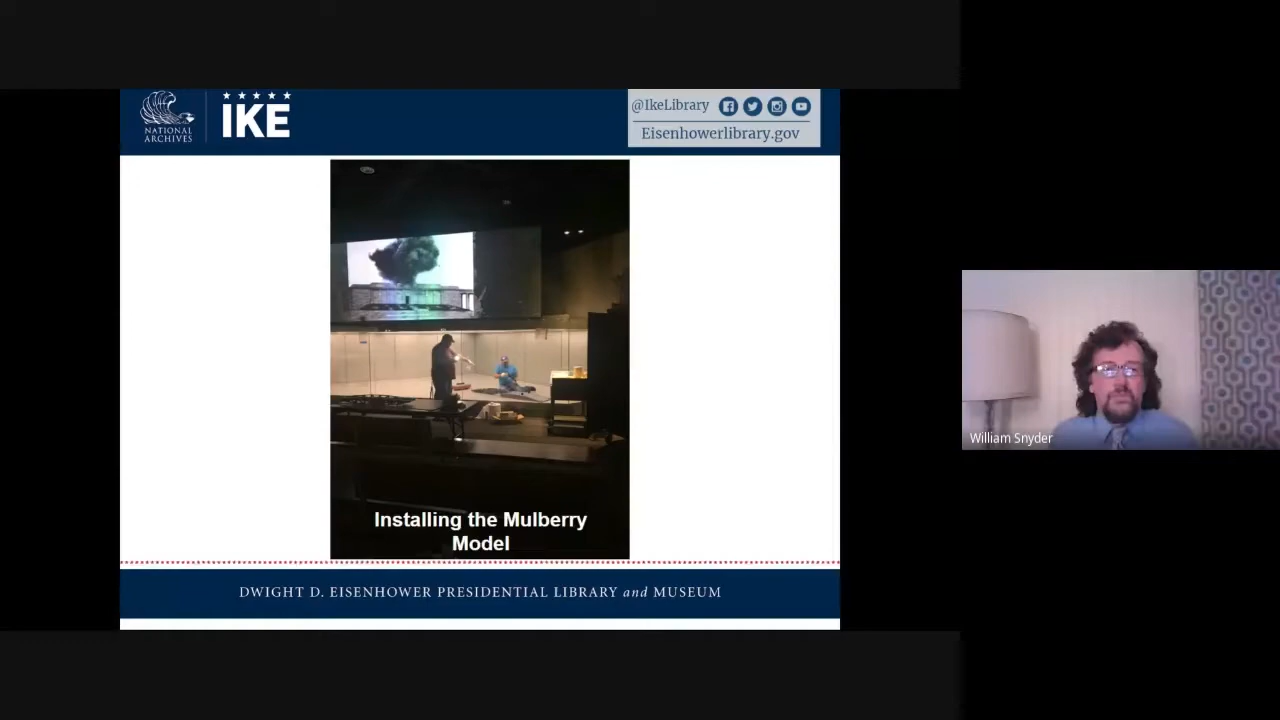 NATIONAL
ARCHIVES
IKE
@IkeLibrary
Eisenhowerlibrary.gov
Installing the Mulberry
Model
DWIGHT D. EISENHOWER PRESIDENTIAL LIBRARY and MUSEUM
William Snyder